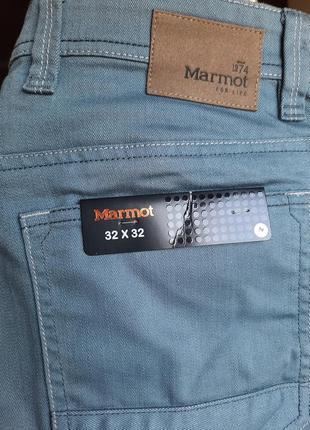 1974
Marmot
FOR LIFE
Marmot
32 X 32